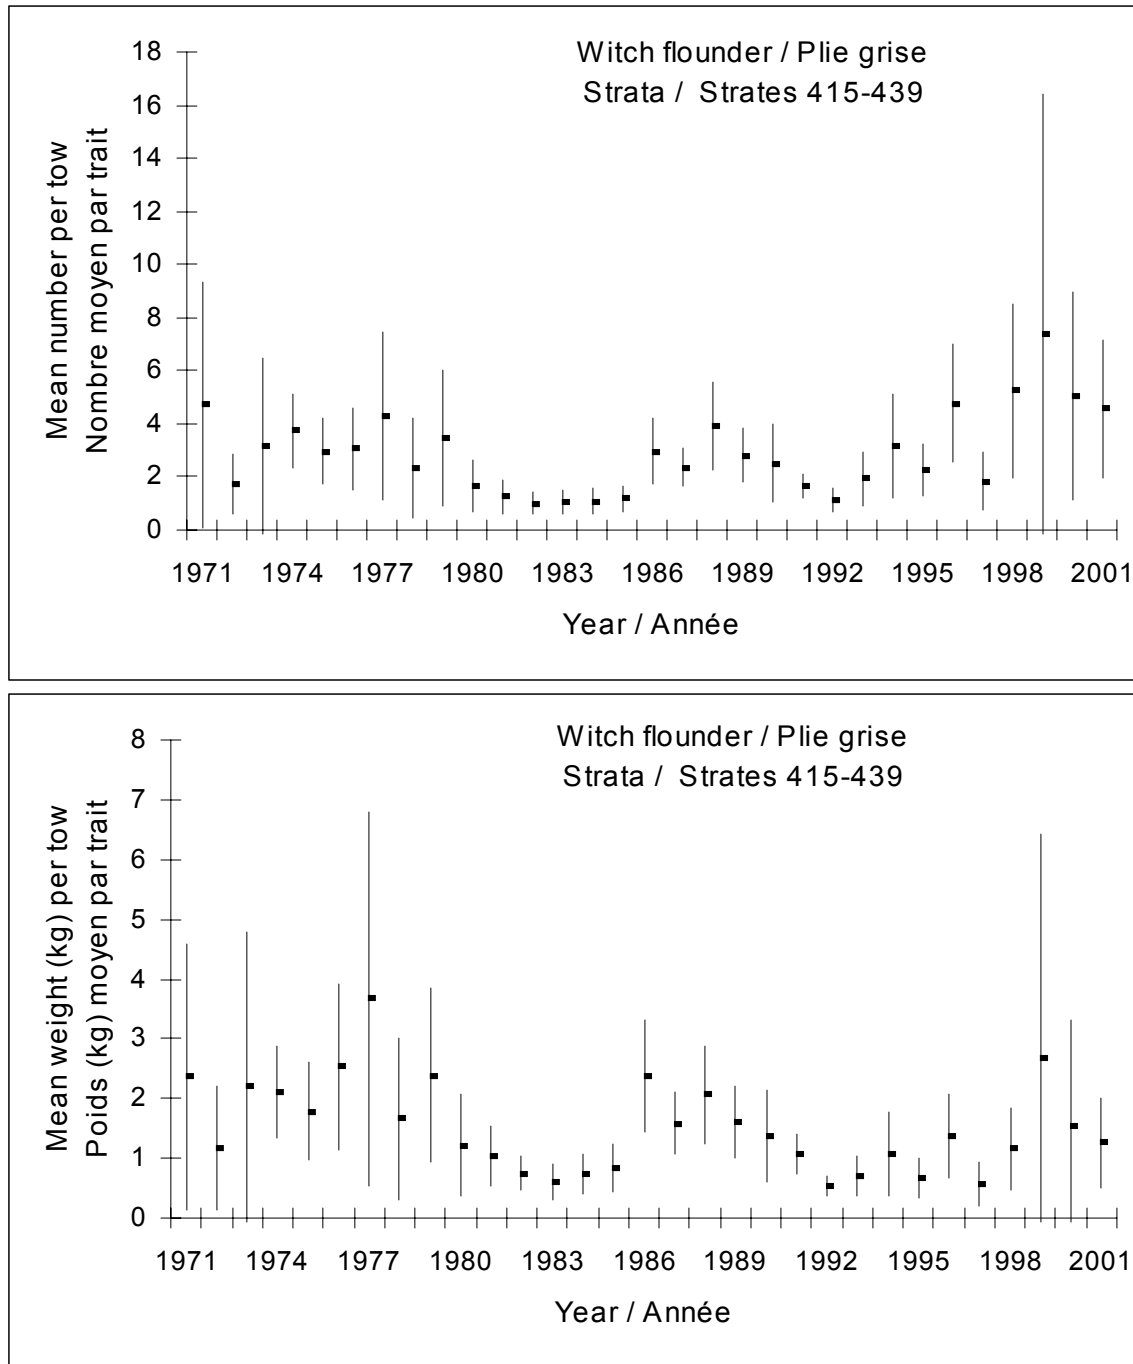 Witch flounder / Plie grise
Strata / Strates 415-439
Mean number per tow
Nombre moyen par trait
18
16
14
12
10
8
6
4
2
0
1971 1974 1977 1980 1983 1986 1989 1992 1995 1998 2001
Year / Année
Witch flounder / Plie grise
Strata / Strates 415-439
Mean weight (kg) per tow
Poids (kg) moyen par trait
8
7
6
5
4
3
2
1
0
1971 1974 1977 1980 1983 1986 1989 1992 1995 1998 2001
Year / Année